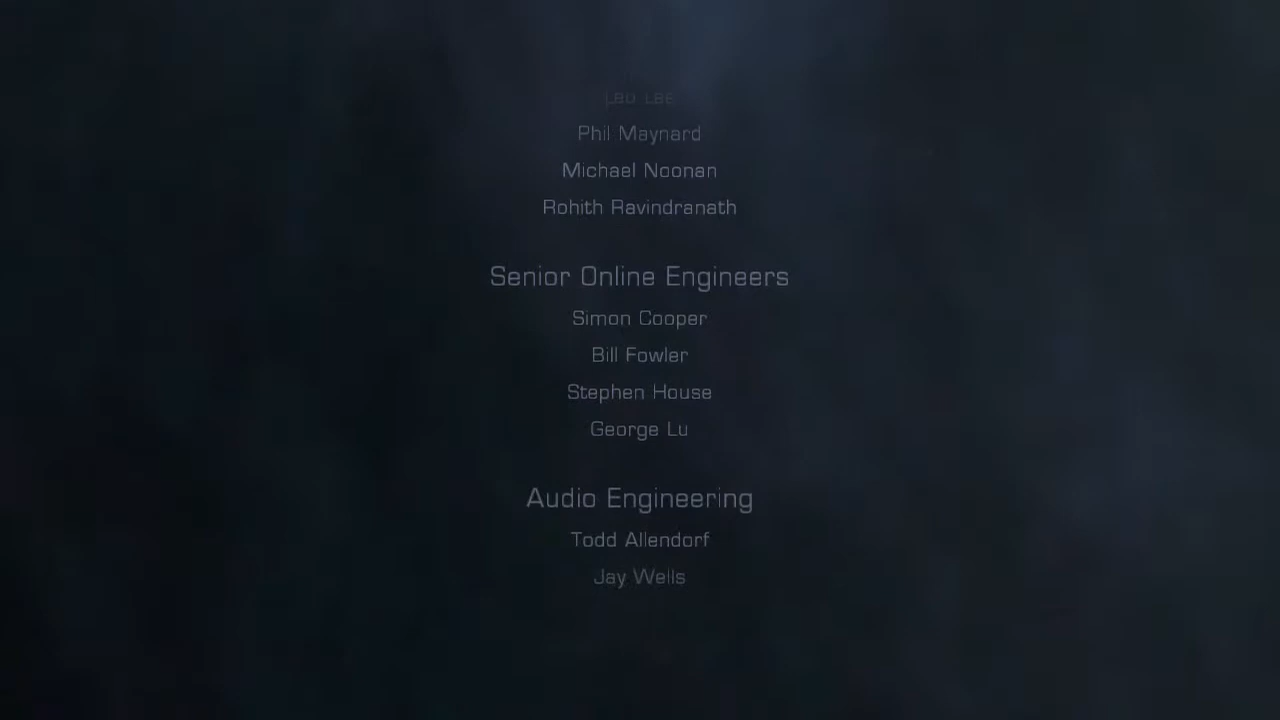 Phil Maynard
Michael Noonan
Rohith Ravindranath
Senior Online Engineers
Simon Cooper
Bill Fowler
Stephen House
George Lu
Audio Engineering
Todd Allendorf
Jay Wells